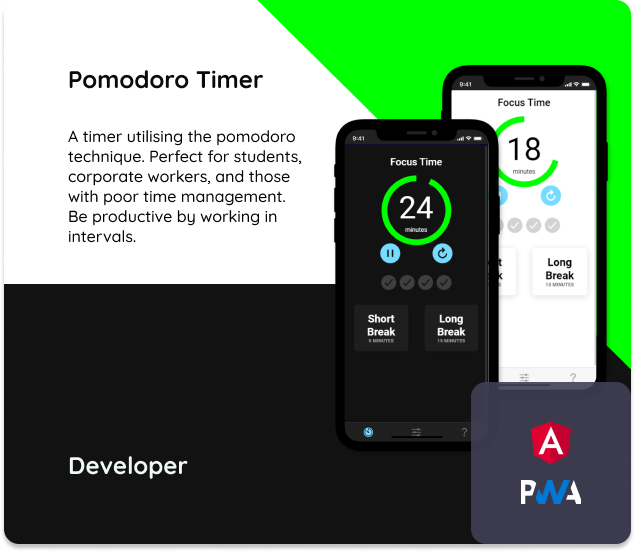 Pomodoro Timer
A timer utilising the pomodoro
technique. Perfect for students,
corporate workers, and those
with poor time management.
Be productive by working in
intervals.
Developer
9:41
Focus Time
24
minutes
Short
Break
5 MINUTES
Long
Break
15 MINUTES
?
9:41
Focus Time
18
minutes
Long
Break
15 MINUTES
?
A
PWA